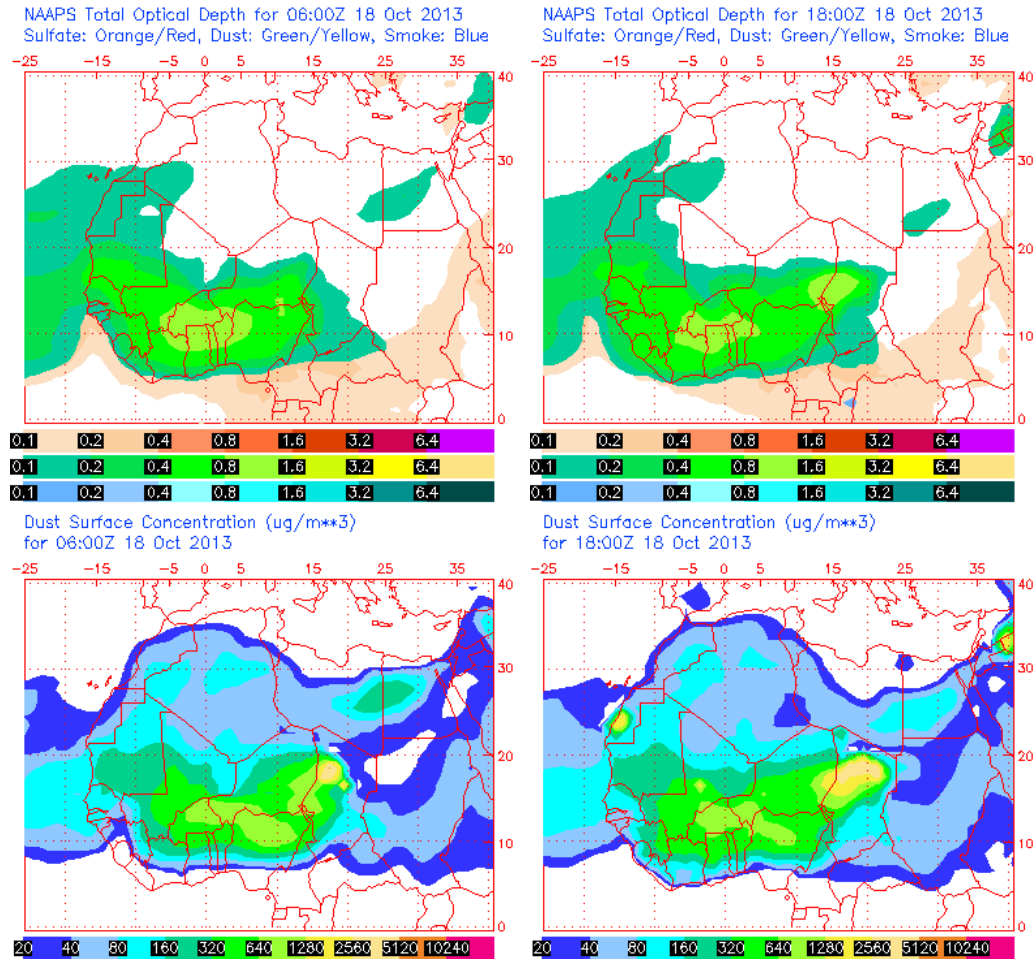 NAAPS Total Optical Depth for 06:00Z 18 Oct 2013
Sulfate: Orange/Red, Dust: Green/Yellow, Smoke: Blue
-25 -15 -5 0 5 15 25 35
40
30
20
10
0
0.1 0.2 0.4 0.8 1.6 3.2 6.4
0.1 0.2 0.4 0.8 1.6 3.2 6.4
0.1 0.2 0.4 0.8 1.6 3.2 6.4
NAAPS Total Optical Depth for 18:00Z 18 Oct 2013
Sulfate: Orange/Red, Dust: Green/Yellow, Smoke: Blue
-25 -15 -5 0 5 15 25 35
40
30
20
10
0
0.1 0.2 0.4 0.8 1.6 3.2 6.4
0.1 0.2 0.4 0.8 1.6 3.2 6.4
0.1 0.2 0.4 0.8 1.6 3.2 6.4
Dust Surface Concentration (ug/m**3)
for 06:00Z 18 Oct 2013
-25 -15 -5 0 5 15 25 35
40
30
20
10
0
20 40 80 160 320 640 1280 2560 5120 10240
Dust Surface Concentration (ug/m**3)
for 18:00Z 18 Oct 2013
-25 -15 -5 0 5 15 25 35
40
30
20
10
0
20 40 80 160 320 640 1280 2560 5120 10240